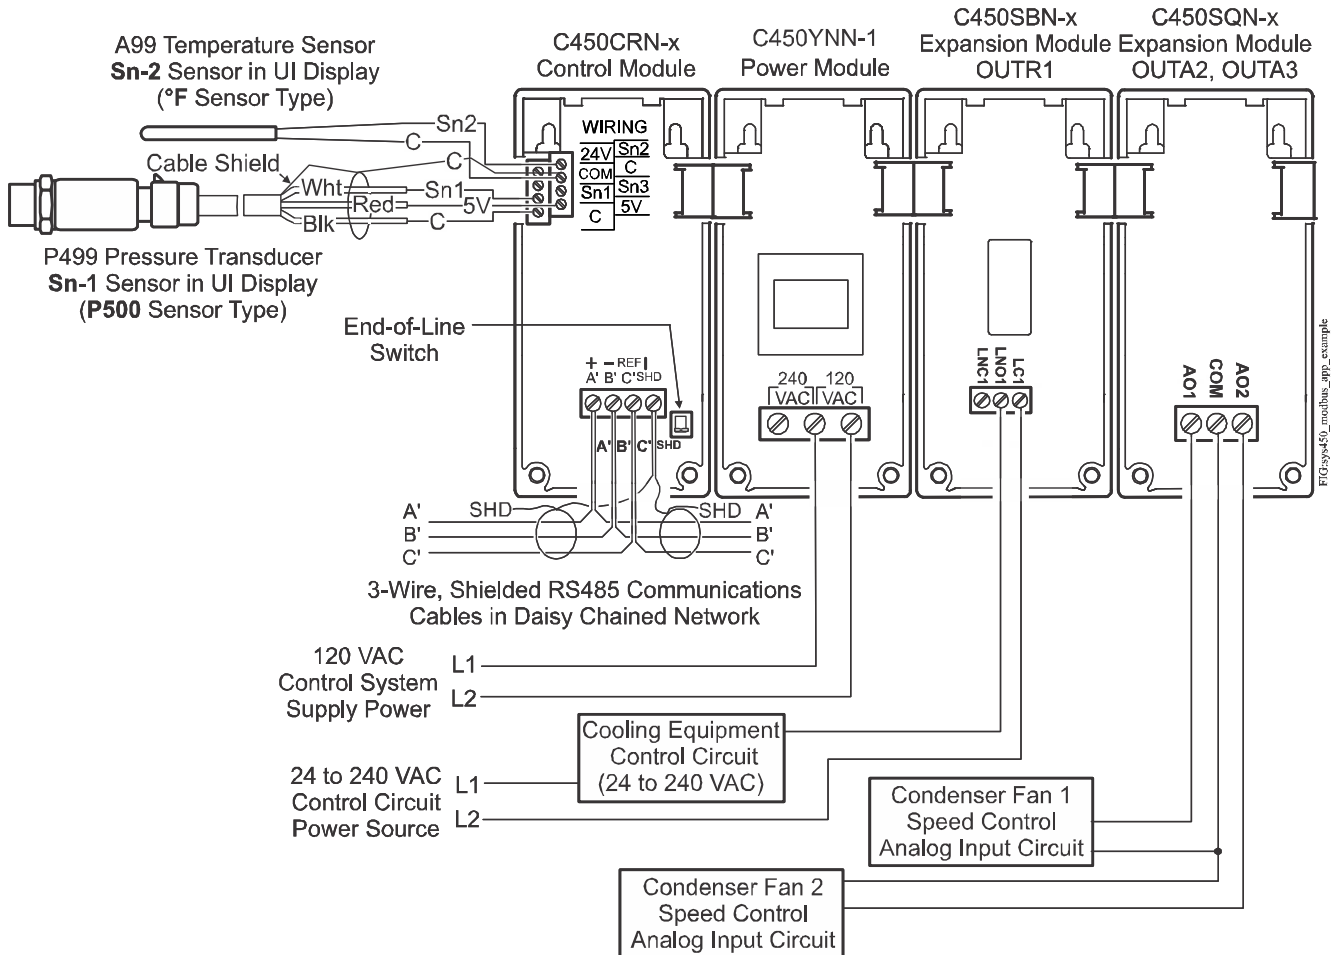 A99 Temperature Sensor
Sn-2 Sensor in UI Display
(°F Sensor Type)
C450CRN-x
Control Module
C450YNN-1
Power Module
C450SBN-x
Expansion Module
OUTR1
C450SQN-x
Expansion Module
OUTA2, OUTA3
Sn2
C
Cable Shield
C
Wht
Sn1
Red
5V
Blk
C
WIRING
24V Sn2
COM C
Sn1 Sn3
C 5V
P499 Pressure Transducer
Sn-1 Sensor in UI Display
(P500 Sensor Type)
End-of-Line
Switch
+ – REF
A' B' C' SHD
A' B' C' SHD
240 120
VAC VAC
LNC1
LNO1
LC1
AO1
COM
AO2
FIG:sys450_modbus_app_example
SHD SHD
A' A'
B' B'
C' C'
3-Wire, Shielded RS485 Communications
Cables in Daisy Chained Network
120 VAC
Control System
Supply Power
L1
L2
Cooling Equipment
Control Circuit
(24 to 240 VAC)
24 to 240 VAC
Control Circuit
Power Source
L1
L2
Condenser Fan 1
Speed Control
Analog Input Circuit
Condenser Fan 2
Speed Control
Analog Input Circuit